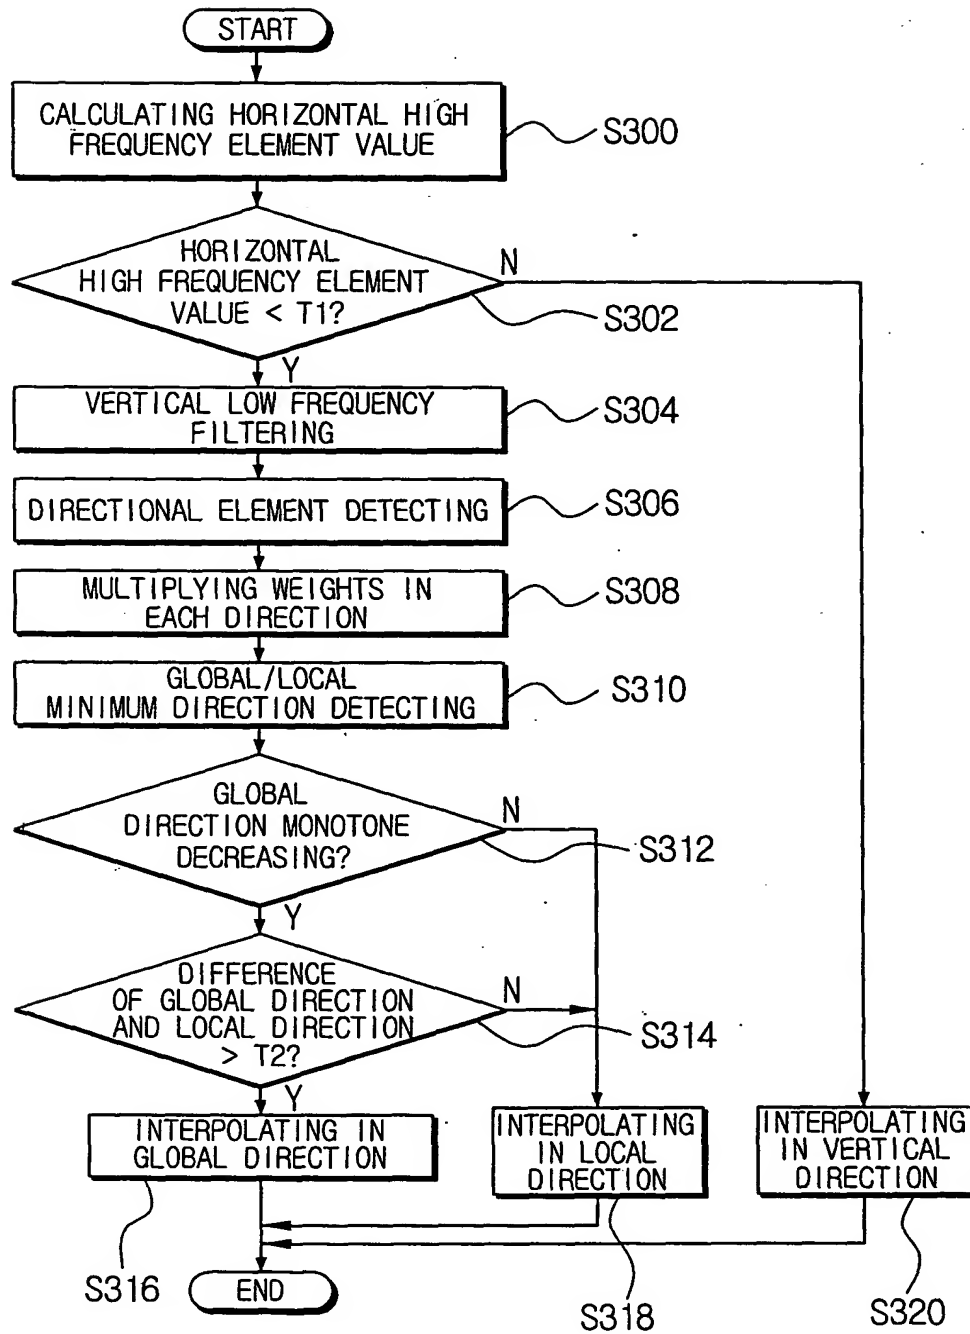 START
CALCULATING HORIZONTAL HIGH
FREQUENCY ELEMENT VALUE
S300
HORIZONTAL
HIGH FREQUENCY ELEMENT
VALUE < T1?
N
S302
Y
VERTICAL LOW FREQUENCY
FILTERING
S304
DIRECTIONAL ELEMENT DETECTING
S306
MULTIPLYING WEIGHTS IN
EACH DIRECTION
S308
GLOBAL/LOCAL
MINIMUM DIRECTION DETECTING
S310
GLOBAL
DIRECTION MONOTONE
DECREASING?
N
S312
Y
DIFFERENCE
OF GLOBAL DIRECTION
AND LOCAL DIRECTION
> T2?
N
S314
Y
INTERPOLATING IN
GLOBAL DIRECTION
INTERPOLATING
IN LOCAL
DIRECTION
INTERPOLATING
IN VERTICAL
DIRECTION
S316
END
S318
S320